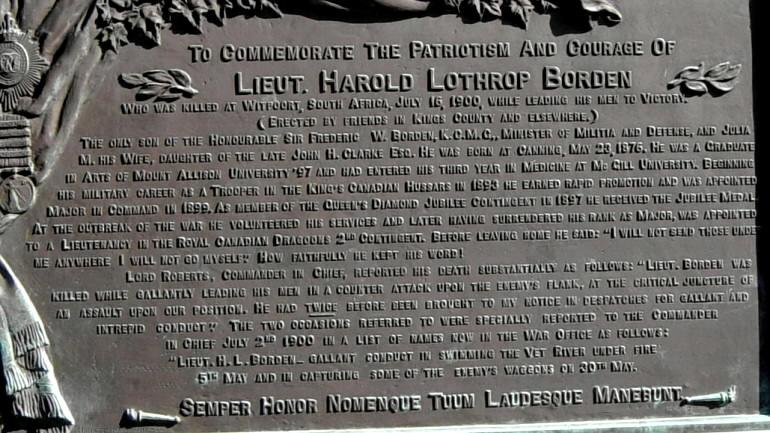 To Commemorate The Patriotism And Courage Of
Lieut. Harold Lothrop Borden
Who was killed at Witpoort, South Africa, July 16, 1900, while leading his men to Victory.
(Erected by friends in Kings County and elsewhere.)
The only son of the Honourable Sir Frederic W. Borden, K.C.M.G., Minister of Militia and Defense, and Julia
M. his Wife, daughter of the late John H. Clarke Esq. He was born at Canning, May 23, 1876. He was a Graduate
in Arts of Mount Allison University '97 and had entered his third year in Medicine at Mc Gill University. Beginning
his military career as a Trooper in the King's Canadian Hussars in 1893 he earned rapid promotion and was appointed
Major in Command in 1899. As member of the Queen's Diamond Jubilee Contingent in 1897 he received the Jubilee Medal.
At the outbreak of the war he volunteered his services and later having surrendered his rank as Major, was appointed
to a Lieutenancy in the Royal Canadian Dragoons 2nd Contingent. Before leaving home he said: "I will not send those unde
me anywhere I will not go myself." How faithfully he kept his word!
Lord Roberts, Commander in Chief, reported his death substantially as follows: "Lieut. Borden was
killed while gallantly leading his men in a counter attack upon the enemy's flank, at the critical juncture of
an assault upon our position. He had twice before been brought to my notice in despatches for gallant and
intrepid conduct." The two occasions referred to were specially reported to the Commander
in Chief July 2nd 1900 in a list of names now in the War Office as follows:
"Lieut. H. L. Borden– gallant conduct in swimming the Vet River under fire
5th May and in capturing some of the enemy's waggons on 30th May.
Semper Honor Nomenque Tuum Laudesque Manebunt.